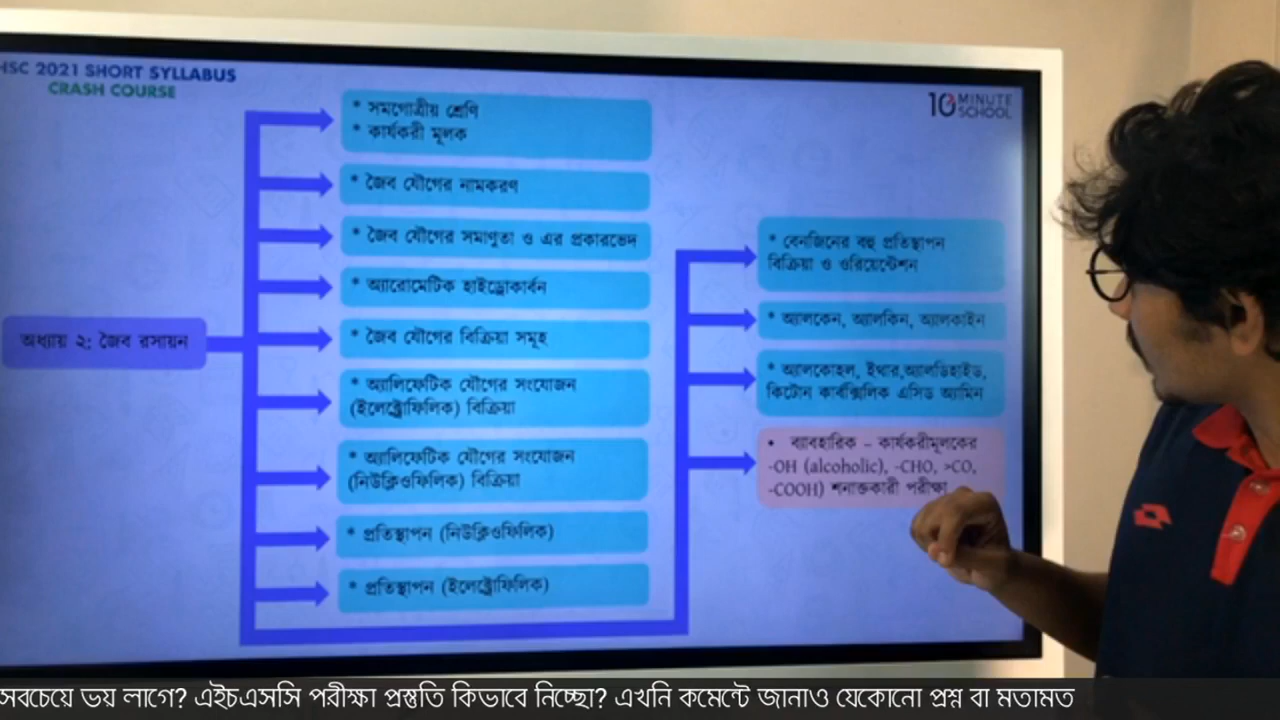 HSC 2021 SHORT SYLLABUS
CRASH COURSE
10 MINUTE
SCHOOL
অধ্যায় ২: জৈব রসায়ন
* সমগোত্রীয় শ্রেণি
* কার্যকরী মূলক
* জৈব যৌগের নামকরণ
* জৈব যৌগের সমাণুতা ও এর প্রকারভেদ
* অ্যারোমেটিক হাইড্রোকার্বন
* জৈব যৌগের বিক্রিয়া সমূহ
* অ্যালিফেটিক যৌগের সংযোজন
(ইলেক্ট্রোফিলিক) বিক্রিয়া
* অ্যালিফেটিক যৌগের সংযোজন
(নিউক্লিওফিলিক) বিক্রিয়া
* প্রতিস্থাপন (নিউক্লিওফিলিক)
* প্রতিস্থাপন (ইলেক্ট্রোফিলিক)
* বেনজিনের বহু প্রতিস্থাপন
বিক্রিয়া ও ওরিয়েন্টেশন
* অ্যালকেন, অ্যালকিন, অ্যালকাইন
* অ্যালকোহল, ইথার,অ্যালডিহাইড,
কিটোন কার্বক্সিলিক এসিড অ্যামিন
• ব্যাবহারিক – কার্যকরীমূলকের
-OH (alcoholic), -CHO, >CO,
-COOH) শনাক্তকারী পরীক্ষা
সবচেয়ে ভয় লাগে? এইচএসসি পরীক্ষা প্রস্তুতি কিভাবে নিচ্ছো? এখনি কমেন্টে জানাও যেকোনো প্রশ্ন বা মতামত